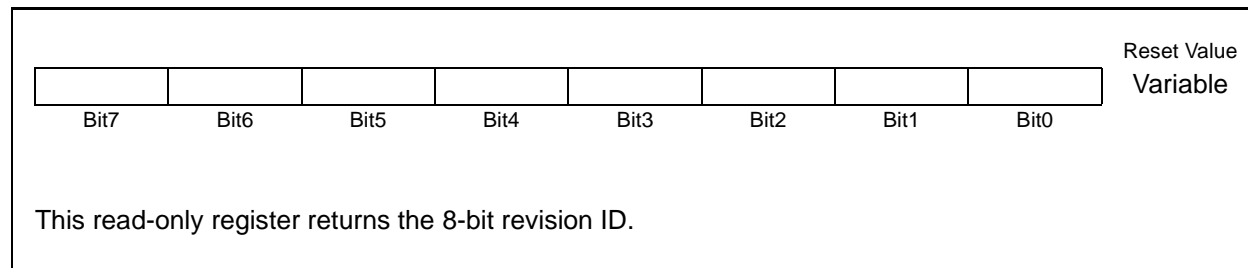 Reset Value
Variable
Bit7 Bit6 Bit5 Bit4 Bit3 Bit2 Bit1 Bit0
This read-only register returns the 8-bit revision ID.